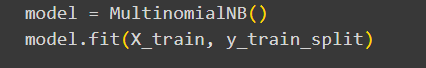 model = MultinomialNB()
model.fit(X_train, y_train_split)